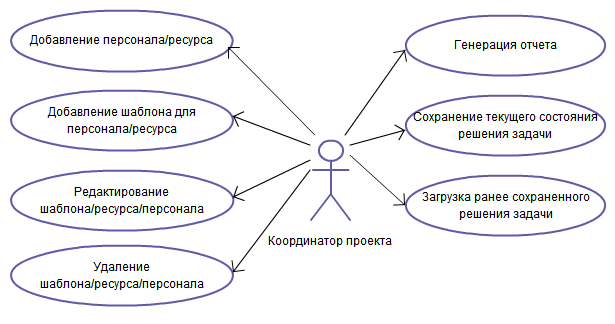 Добавление персонала/ресурса
Добавление шаблона для
персонала/ресурса
Редактирование
шаблона/ресурса/персонала
Удаление
шаблона/ресурса/персонала
Координатор проекта
Генерация отчета
Сохранение текущего состояния
решения задачи
Загрузка ранее сохраненного
решения задачи